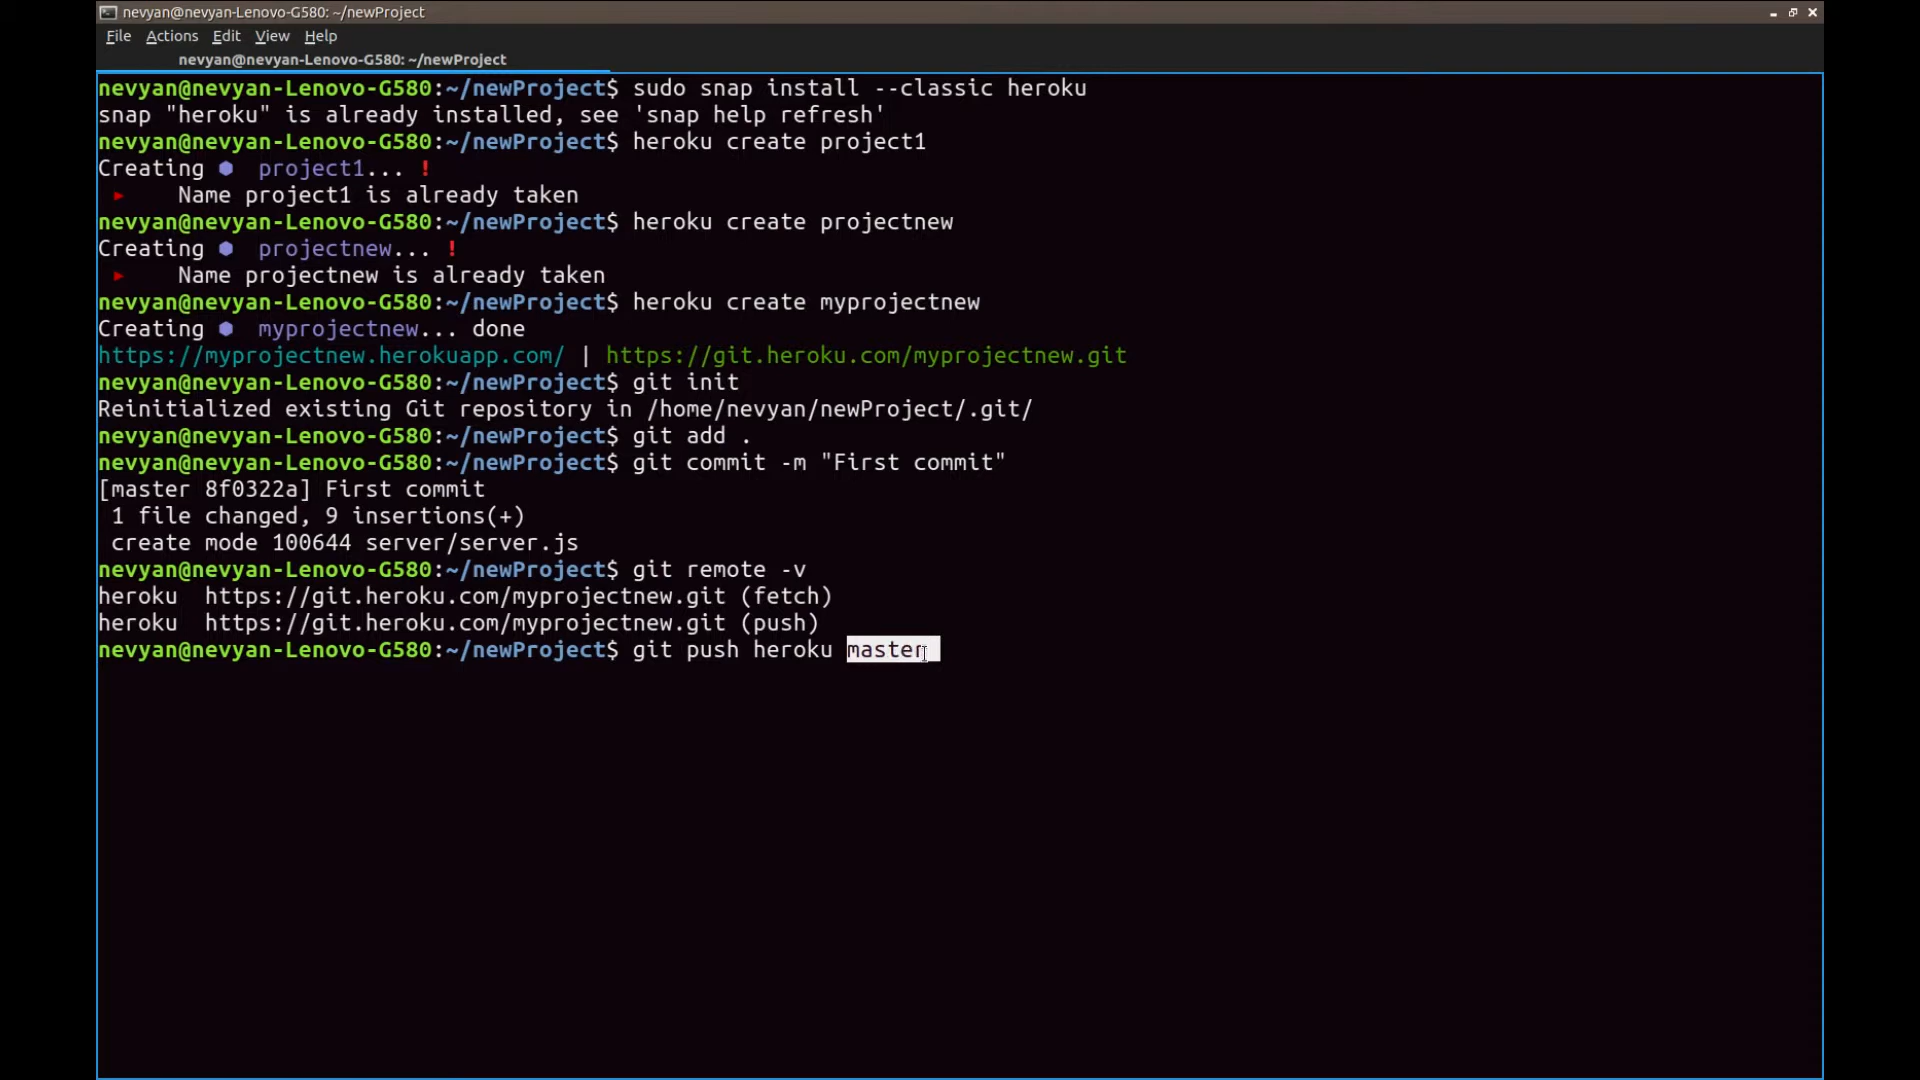 nevyan@nevyan-Lenovo-G580: ~/newProject
File Actions Edit View Help
nevyan@nevyan-Lenovo-G580: ~/newProject
nevyan@nevyan-Lenovo-G580:~/newProject$ sudo snap install --classic heroku
snap "heroku" is already installed, see 'snap help refresh'
nevyan@nevyan-Lenovo-G580:~/newProject$ heroku create project1
Creating ⬢ project1... !
▸ Name project1 is already taken
nevyan@nevyan-Lenovo-G580:~/newProject$ heroku create projectnew
Creating ⬢ projectnew... !
▸ Name projectnew is already taken
nevyan@nevyan-Lenovo-G580:~/newProject$ heroku create myprojectnew
Creating ⬢ myprojectnew... done
https://myprojectnew.herokuapp.com/ | https://git.heroku.com/myprojectnew.git
nevyan@nevyan-Lenovo-G580:~/newProject$ git init
Reinitialized existing Git repository in /home/nevyan/newProject/.git/
nevyan@nevyan-Lenovo-G580:~/newProject$ git add .
nevyan@nevyan-Lenovo-G580:~/newProject$ git commit -m "First commit"
[master 8f0322a] First commit
1 file changed, 9 insertions(+)
create mode 100644 server/server.js
nevyan@nevyan-Lenovo-G580:~/newProject$ git remote -v
heroku https://git.heroku.com/myprojectnew.git (fetch)
heroku https://git.heroku.com/myprojectnew.git (push)
nevyan@nevyan-Lenovo-G580:~/newProject$ git push heroku master